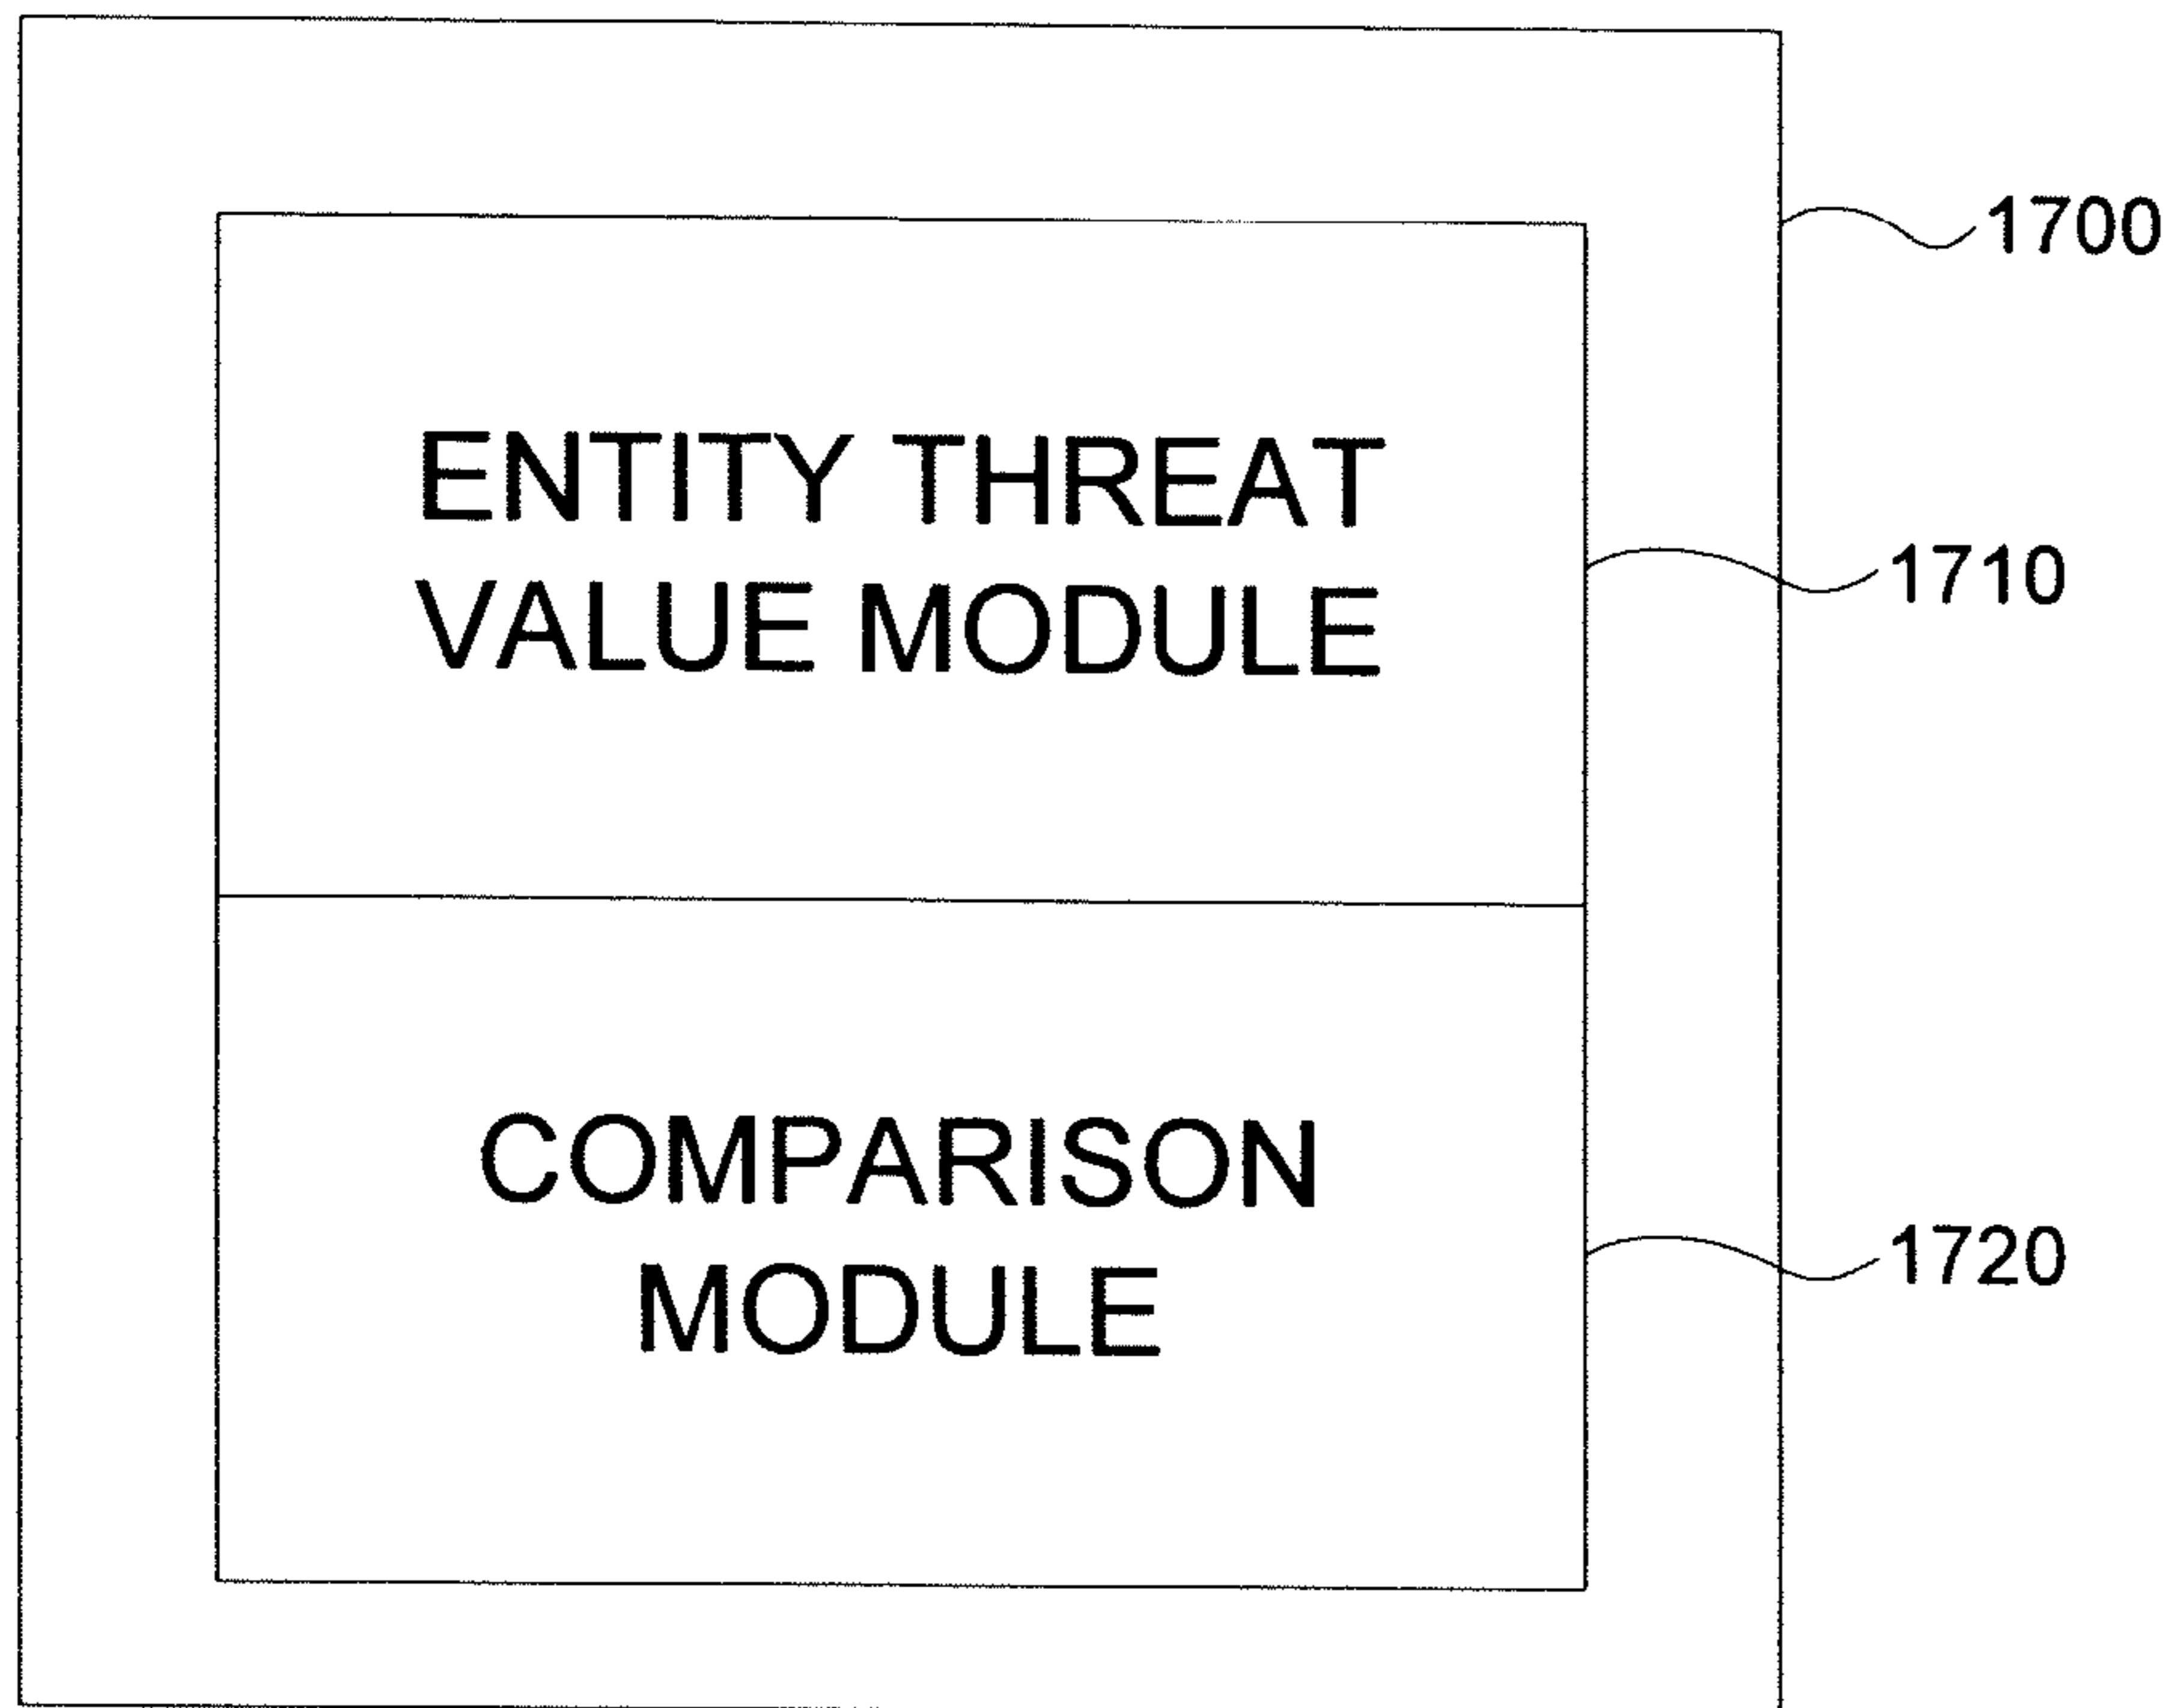 1700
ENTITY THREAT
VALUE MODULE
1710
COMPARISON
MODULE
1720